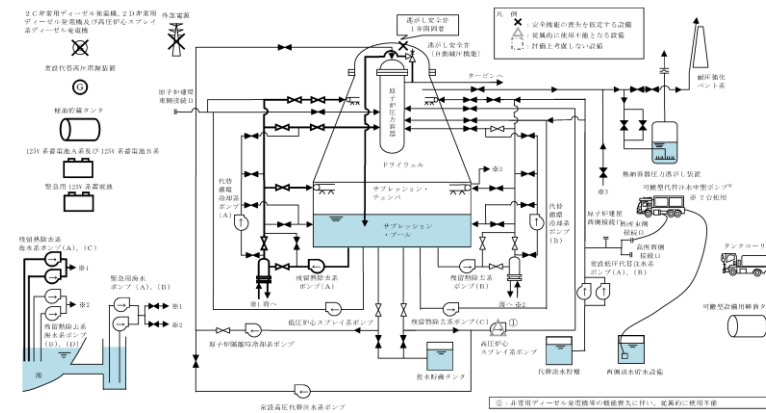 2C非常用ディーゼル発電機，2D非常用
ディーゼル発電機及び高圧炉心スプレイ
系ディーゼル発電機
外部電源
常設代替高圧電源装置
G
軽油貯蔵タンク
125V系蓄電池A系及び125V系蓄電池B系
緊急用125V系蓄電池
凡 例
：安全機能の喪失を仮定する設備
：従属的に使用不能となる設備
：評価上考慮しない設備
逃がし安全弁
1弁開固着
逃がし安全弁
（自動減圧機能）
タービンへ
耐圧強化
ベント系
原子炉建屋
東側接続口
原子炉圧力容器
ドライウェル
サプレッション・
チェンバ
サプレッション
・プール
代替
循環
冷却系
ポンプ
(A)
代替
循環
冷却系
ポンプ
(B)
※2
※3
格納容器圧力逃がし装置
可搬型代替注水中型ポンプ
※ 2台使用
原子炉建屋
西側接続口
高所東側
接続口
高所西側
接続口
常設低圧代替注水系
ポンプ(A)，(B)
タンクローリ
可搬型設備用軽油タ
残留熱除去系
海水系ポンプ(A)，(C)
※1
※2
緊急用海水
ポンプ(A)，(B)
※1
※2
残留熱除去系
海水系ポンプ
(B)，(D)
海
残留熱除去系
ポンプ(A)
残留熱除去系
ポンプ(B)
低圧炉心スプレイ系ポンプ
残留熱除去系ポンプ(C)
①
高圧炉心
スプレイ系ポンプ
原子炉隔離時冷却系ポンプ
復水貯蔵タンク
代替淡水貯槽
西側淡水貯水設備
常設高圧代替注水系ポンプ
：非常用ディーゼル発電機等の機能喪失に伴い，従属的に使用不能